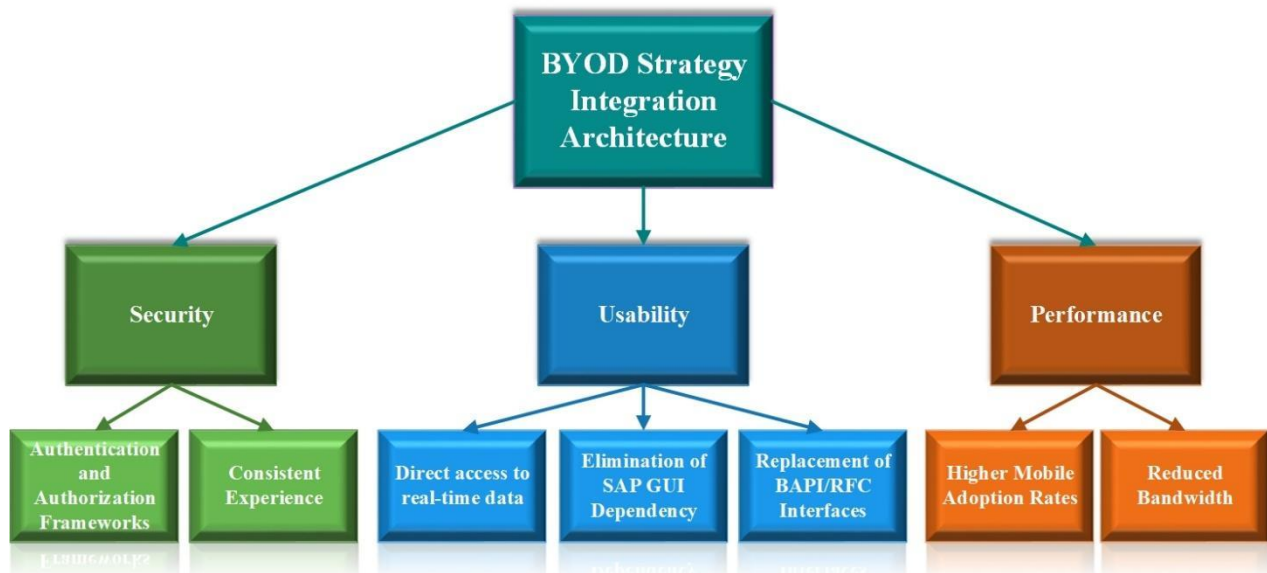 BYOD Strategy
Integration
Architecture
Security
Usability
Performance
Authentication
and
Authorization
Frameworks
Consistent
Experience
Direct access to
real-time data
Elimination of
SAP GUI
Dependency
Replacement of
BAPI/RFC
Interfaces
Higher Mobile
Adoption Rates
Reduced
Bandwidth